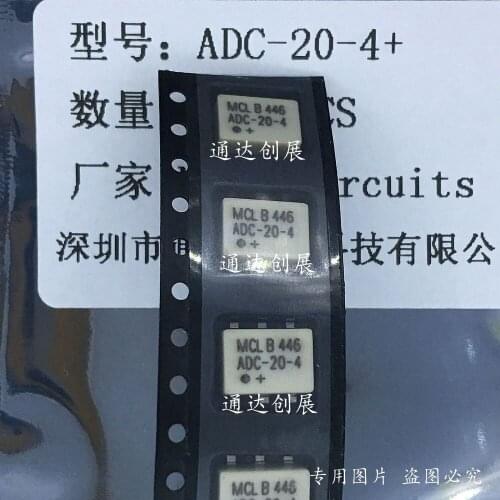 型号：ADC-20-4+
数量 CS
厂家 rcuits
深圳市 科技有限公
MCL B 446
ADC-20-4
+
通达创展
MCL B 446
ADC-20-4
+
通达创展
MCL B 446
ADC-20-4
+
通达创展
MCL B 446
专用图片 盗图必究